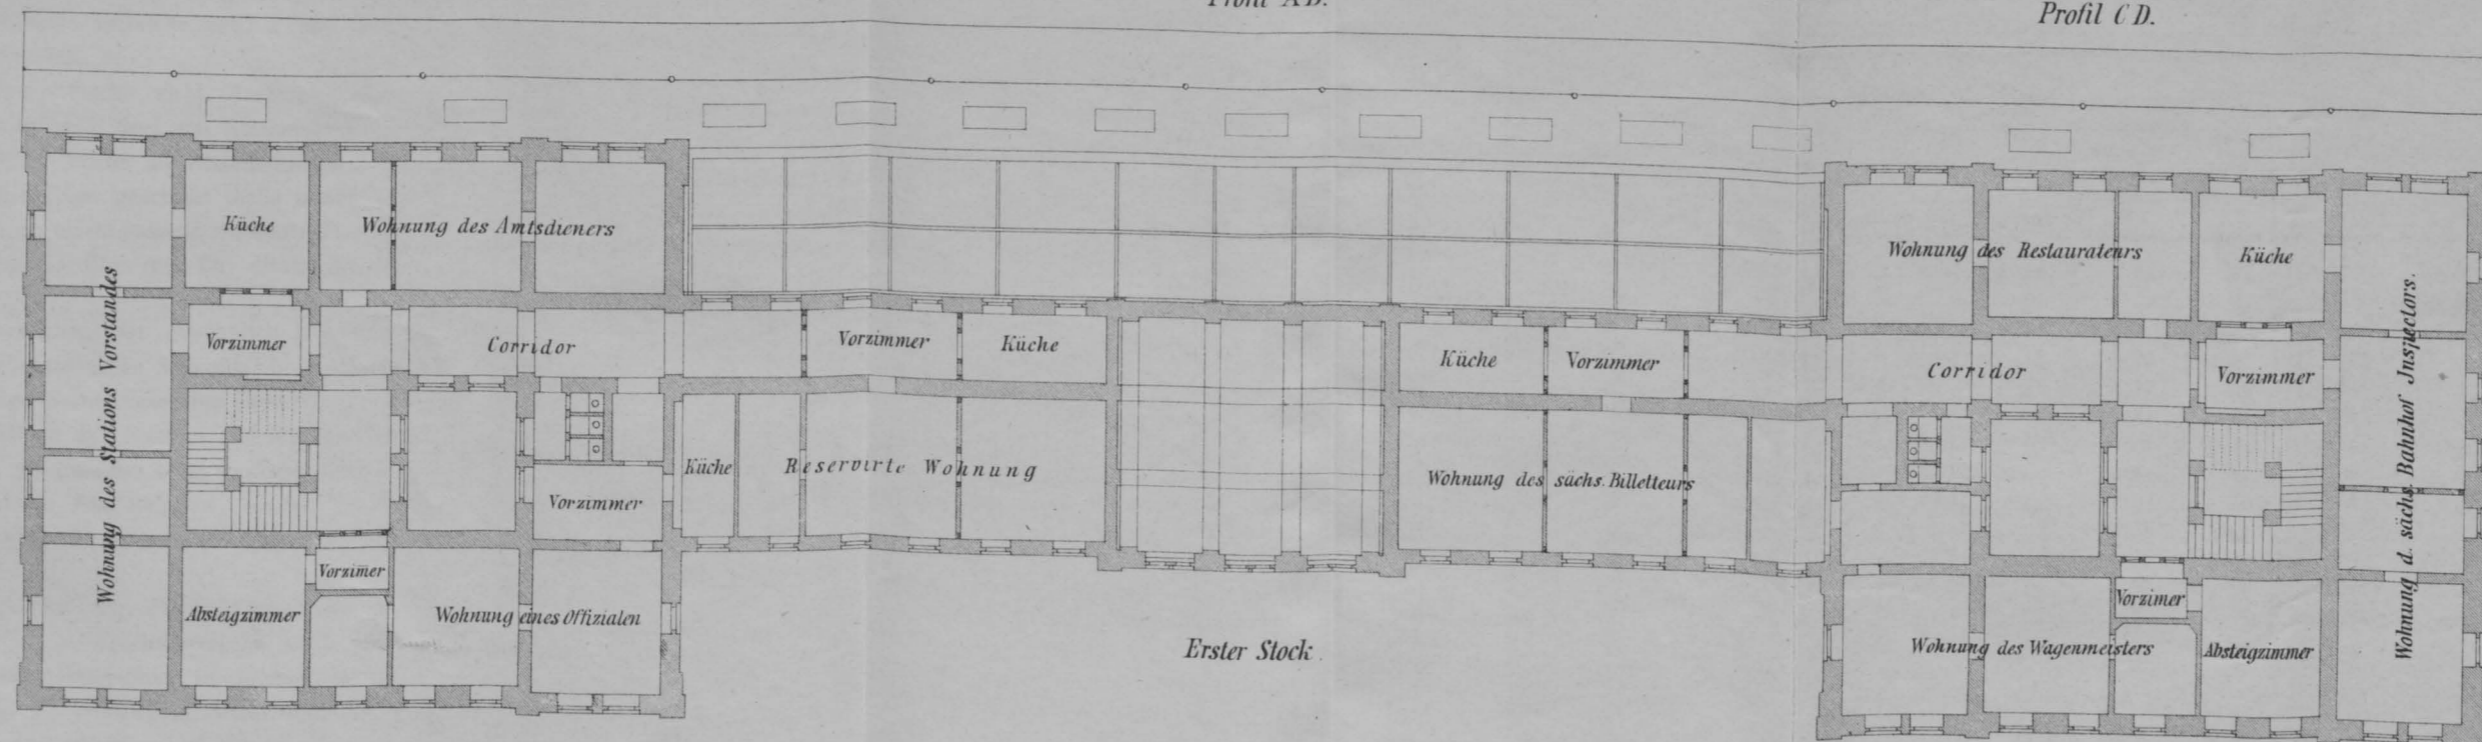 Profil AB.
Profil CD.
Küche
Wohnung des Amtsdieners
Wohnung des Stations Vorstandes
Vorzimmer
Corridor
Vorzimmer
Küche
Küche
Reservirte Wohnung
Vorzimmer
Vorzimer
Absteigzimmer
Wohnung eines Offizialen
Erster Stock
Küche
Vorzimmer
Wohnung des sächs. Billetteurs
Wohnung des Restaurateurs
Küche
Corridor
Vorzimmer
Wohnung d. sächs. Bahnhof Jnspectors.
Vorzimer
Wohnung des Wagenmeisters
Absteigzimmer